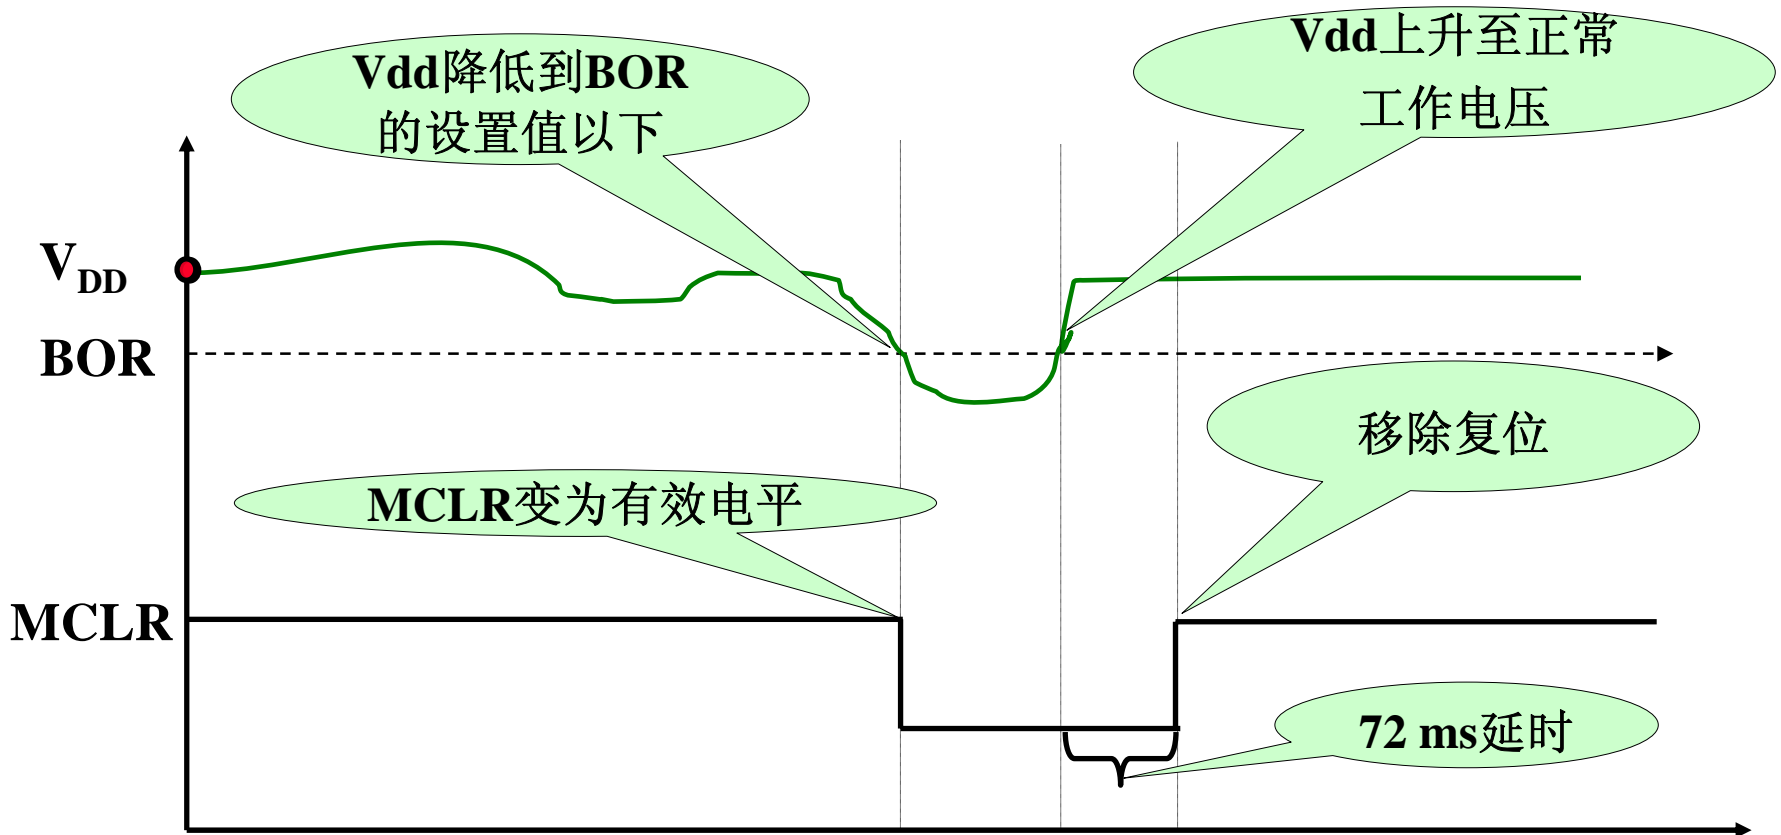 Vdd降低到BOR
的设置值以下
Vdd上升至正常
工作电压
VDD
BOR
移除复位
MCLR变为有效电平
MCLR
72 ms延时